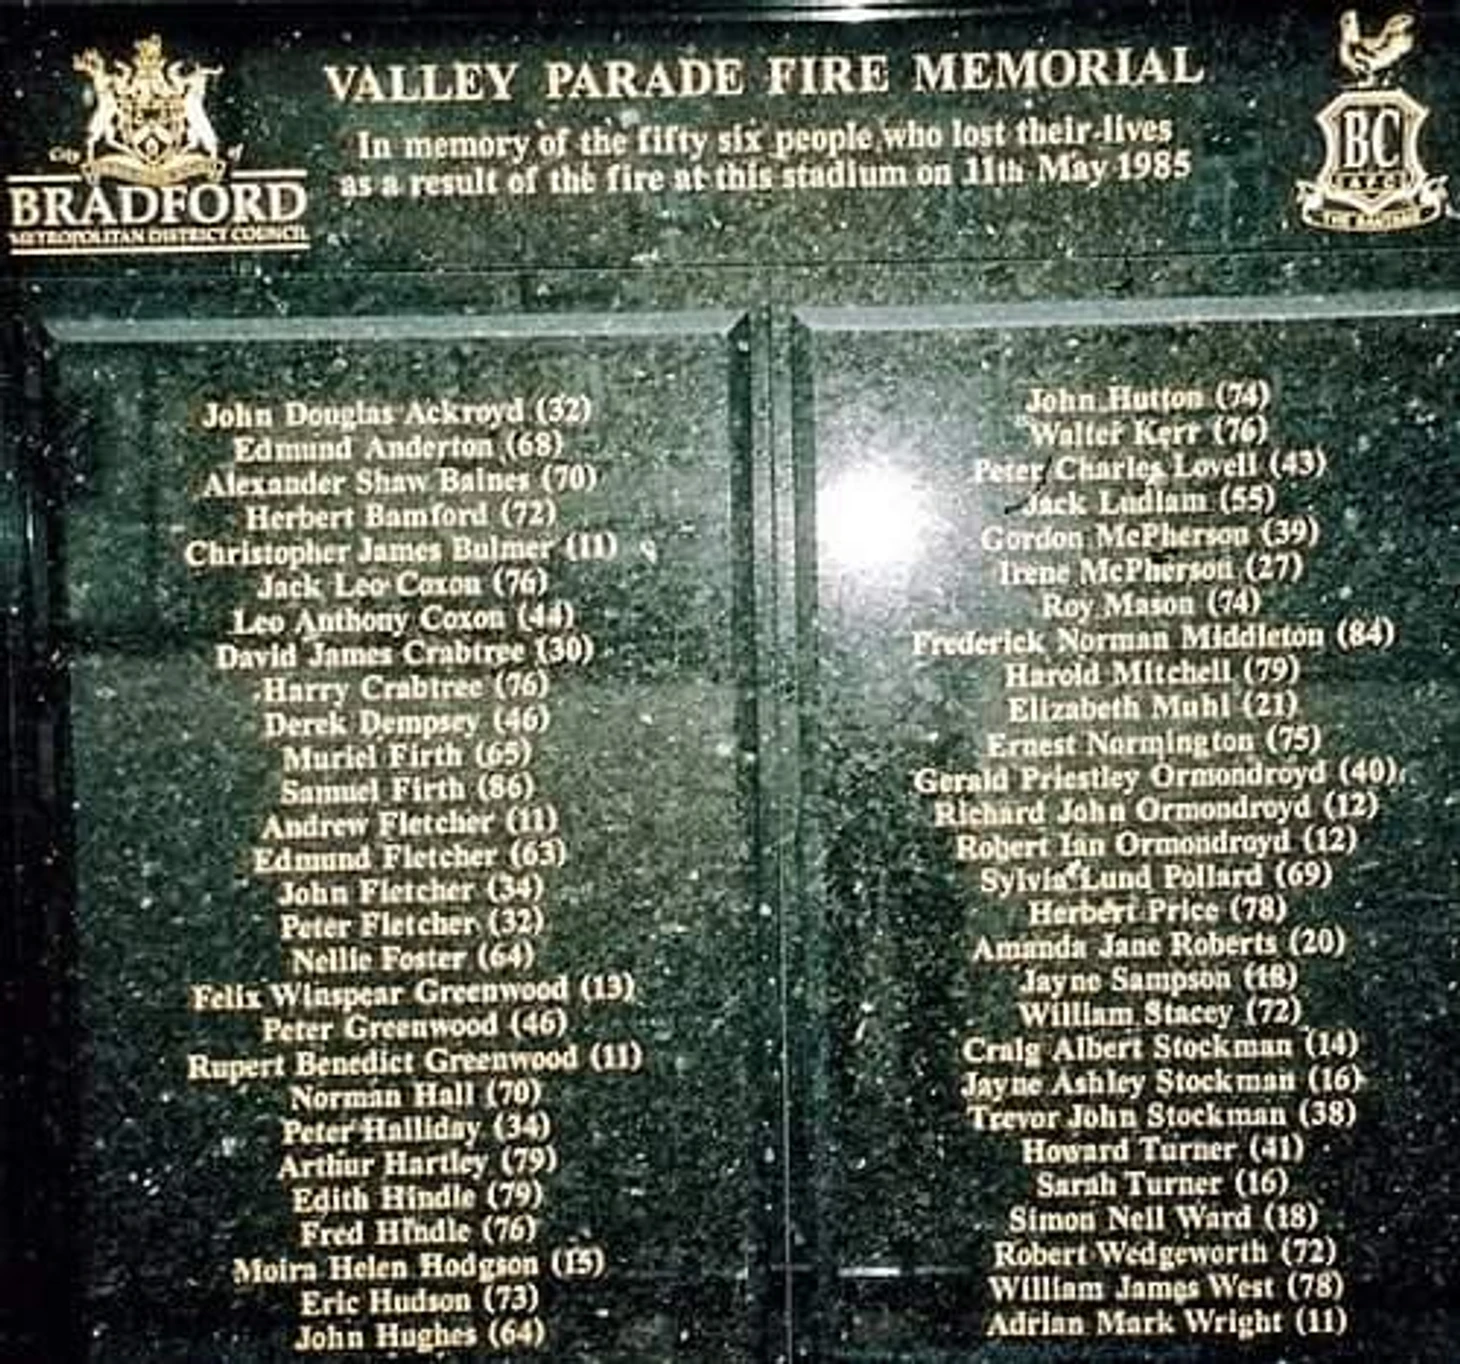 VALLEY PARADE FIRE MEMORIAL
In memory of the fifty six people who lost their lives
as a result of the fire at this stadium on 11th May 1985
City of
BRADFORD
METROPOLITAN DISTRICT COUNCIL
BC
THE BANTAMS
John Douglas Ackroyd (32)
Edmund Anderton (68)
Alexander Shaw Baines (70)
Herbert Bamford (72)
Christopher James Bulmer (11)
Jack Leo Coxon (76)
Leo Anthony Coxon (44)
David James Crabtree (30)
Harry Crabtree (76)
Derek Dempsey (46)
Muriel Firth (65)
Samuel Firth (86)
Andrew Fletcher (11)
Edmund Fletcher (63)
John Fletcher (34)
Peter Fletcher (32)
Nellie Foster (64)
Felix Winspear Greenwood (13)
Peter Greenwood (46)
Rupert Benedict Greenwood (11)
Norman Hall (70)
Peter Halliday (34)
Arthur Hartley (79)
Edith Hindle (79)
Fred Hindle (76)
Moira Helen Hodgson (15)
Eric Hudson (73)
John Hughes (64)
John Hutton (74)
Walter Kerr (76)
Peter Charles Lovell (43)
Jack Ludlam (55)
Gordon McPherson (39)
Irene McPherson (27)
Roy Mason (74)
Frederick Norman Middleton (84)
Harold Mitchell (79)
Elizabeth Muhl (21)
Ernest Normington (75)
Gerald Priestley Ormondroyd (40)
Richard John Ormondroyd (12)
Robert Ian Ormondroyd (12)
Sylvia Lund Pollard (69)
Herbert Price (78)
Amanda Jane Roberts (20)
Jayne Sampson (18)
William Stacey (72)
Craig Albert Stockman (14)
Jayne Ashley Stockman (16)
Trevor John Stockman (38)
Howard Turner (41)
Sarah Turner (16)
Simon Neil Ward (18)
Robert Wedgeworth (72)
William James West (78)
Adrian Mark Wright (11)